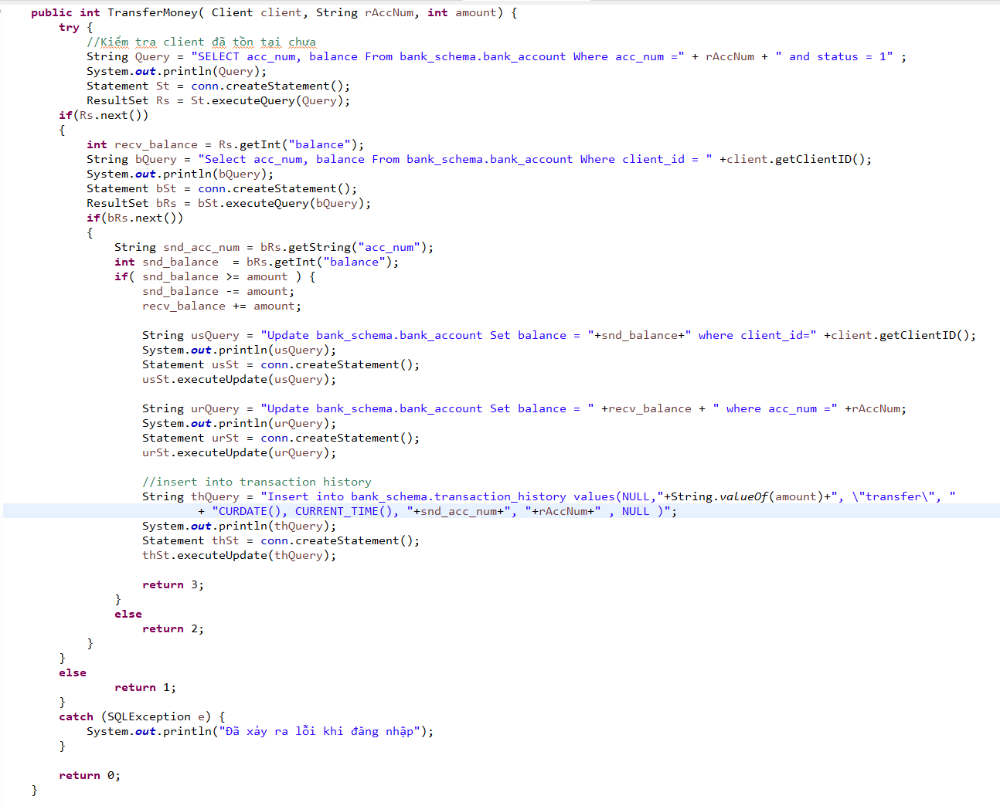 public int TransferMoney( Client client, String rAccNum, int amount) {
try {
//Kiểm tra client đã tồn tại chưa
String Query = "SELECT acc_num, balance From bank_schema.bank_account Where acc_num =" + rAccNum + " and status = 1" ;
System.out.println(Query);
Statement St = conn.createStatement();
ResultSet Rs = St.executeQuery(Query);
if(Rs.next())
{
int recv_balance = Rs.getInt("balance");
String bQuery = "Select acc_num, balance From bank_schema.bank_account Where client_id = " +client.getClientID();
System.out.println(bQuery);
Statement bSt = conn.createStatement();
ResultSet bRs = bSt.executeQuery(bQuery);
if(bRs.next())
{
String snd_acc_num = bRs.getString("acc_num");
int snd_balance  = bRs.getInt("balance");
if( snd_balance >= amount ) {
snd_balance -= amount;
recv_balance += amount;
String usQuery = "Update bank_schema.bank_account Set balance = "+snd_balance+" where client_id=" +client.getClientID();
System.out.println(usQuery);
Statement usSt = conn.createStatement();
usSt.executeUpdate(usQuery);
String urQuery = "Update bank_schema.bank_account Set balance = " +recv_balance + " where acc_num =" +rAccNum;
System.out.println(urQuery);
Statement urSt = conn.createStatement();
urSt.executeUpdate(urQuery);
//insert into transaction history
String thQuery = "Insert into bank_schema.transaction_history values(NULL,"+String.valueOf(amount)+", \"transfer\", "
+ "CURDATE(), CURRENT_TIME(), "+snd_acc_num+", "+rAccNum+" , NULL )";
System.out.println(thQuery);
Statement thSt = conn.createStatement();
thSt.executeUpdate(thQuery);
return 3;
}
else
return 2;
}
}
else
return 1;
}
catch (SQLException e) {
System.out.println("Đã xảy ra lỗi khi đăng nhập");
}
return 0;
}